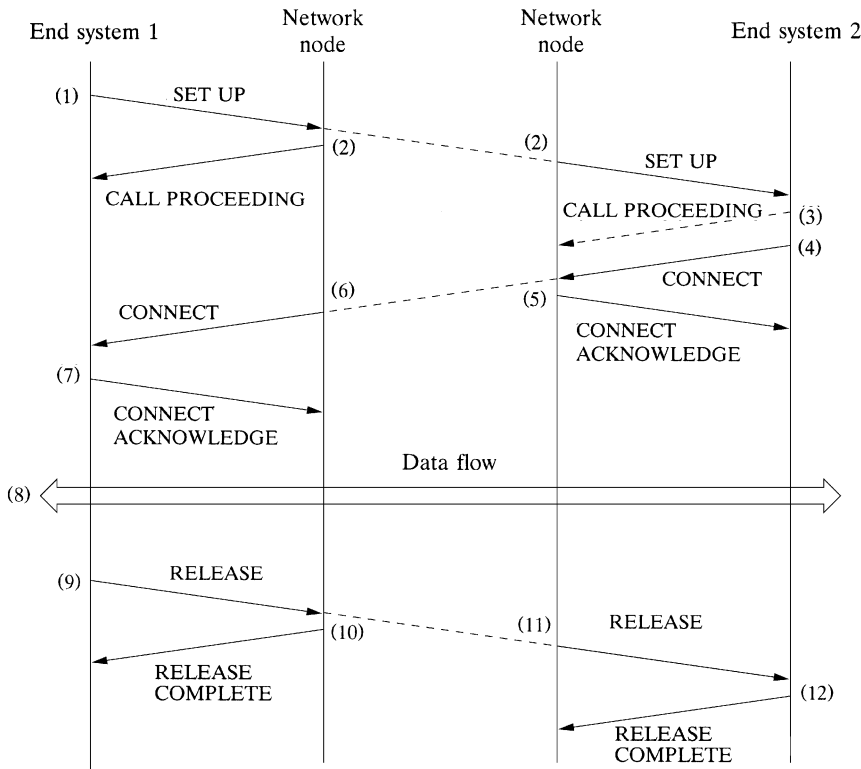 End system 1
Network
node
Network
node
End system 2
(1)
SET UP
(2)
(2)
SET UP
CALL PROCEEDING
CALL PROCEEDING
(3)
(4)
CONNECT
(6)
(5)
CONNECT
CONNECT
ACKNOWLEDGE
(7)
CONNECT
ACKNOWLEDGE
Data flow
(8)
(9)
RELEASE
(10)
(11)
RELEASE
RELEASE
COMPLETE
(12)
RELEASE
COMPLETE